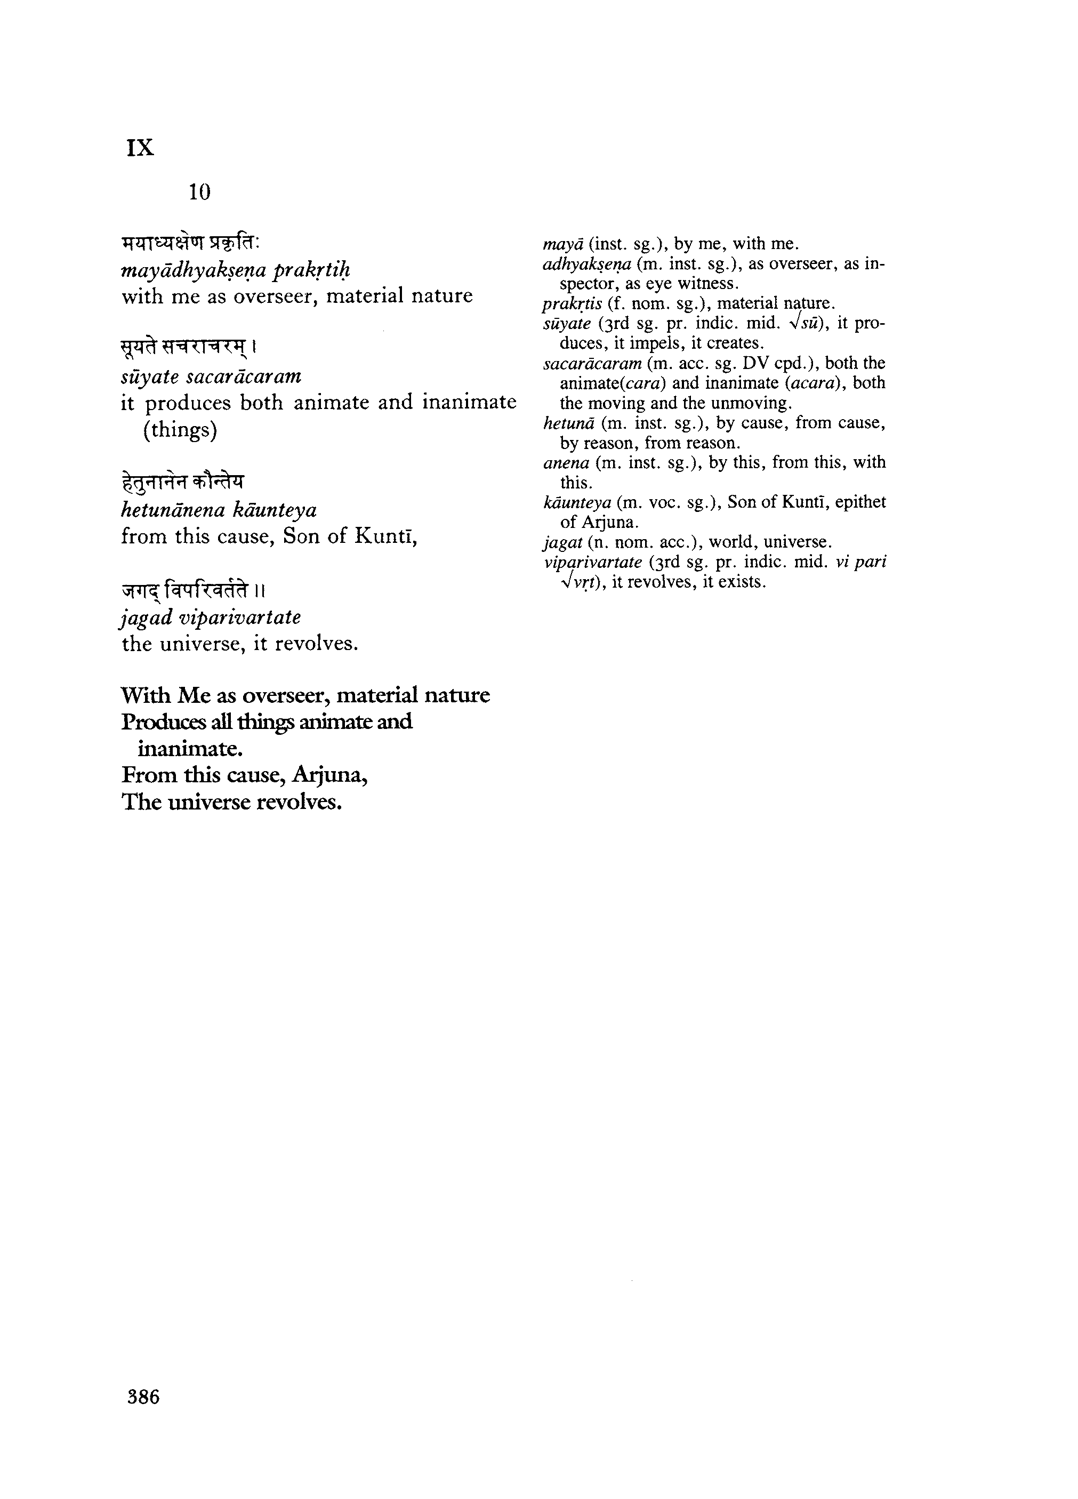 IX
10
मयाध्यक्षेण प्रकृतिः
mayādhyakṣeṇa prakṛtiḥ
with me as overseer, material nature
सूयते सचराचरम् ।
sūyate sacarācaram
it produces both animate and inanimate
(things)
हेतुनानेन कौन्तेय
hetunānena kāunteya
from this cause, Son of Kuntī,
जगद् विपरिवर्तते ॥
jagad viparivartate
the universe, it revolves.
With Me as overseer, material nature
Produces all things animate and
inanimate.
From this cause, Arjuna,
The universe revolves.
mayā (inst. sg.), by me, with me.
adhyakṣeṇa (m. inst. sg.), as overseer, as in-
spector, as eye witness.
prakṛtis (f. nom. sg.), material nature.
sūyate (3rd sg. pr. indic. mid. √sū), it pro-
duces, it impels, it creates.
sacarācaram (m. acc. sg. DV cpd.), both the
animate(cara) and inanimate (acara), both
the moving and the unmoving.
hetunā (m. inst. sg.), by cause, from cause,
by reason, from reason.
anena (m. inst. sg.), by this, from this, with
this.
kāunteya (m. voc. sg.), Son of Kuntī, epithet
of Arjuna.
jagat (n. nom. acc.), world, universe.
viparivartate (3rd sg. pr. indic. mid. vi pari
√vṛt), it revolves, it exists.
386